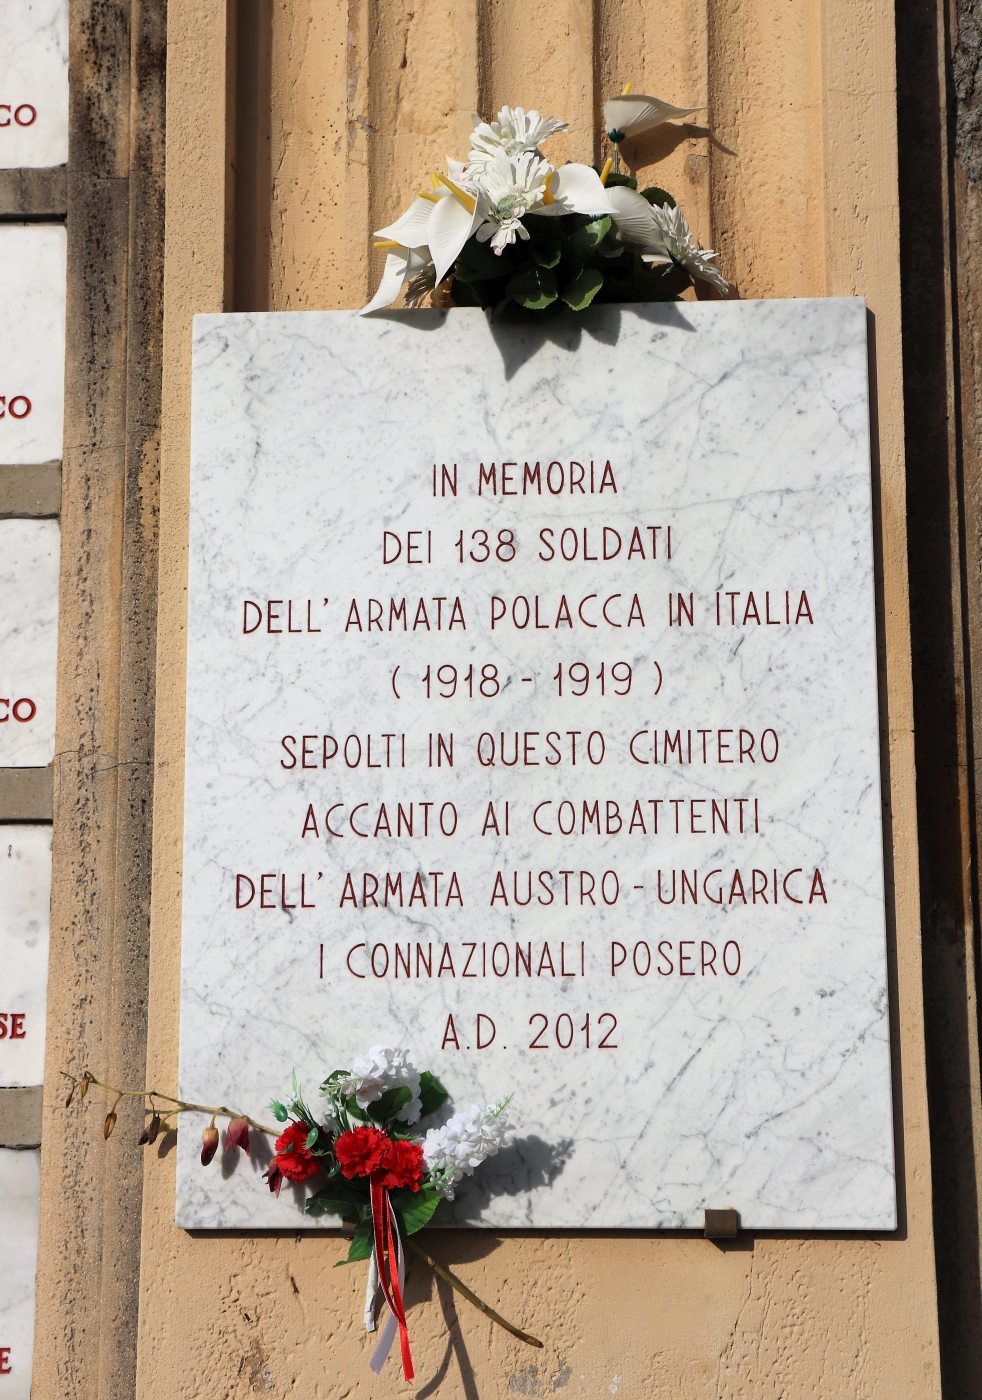 IN MEMORIA
DEI 138 SOLDATI
DELL' ARMATA POLACCA IN ITALIA
( 1918 - 1919 )
SEPOLTI IN QUESTO CIMITERO
ACCANTO AI COMBATTENTI
DELL' ARMATA AUSTRO - UNGARICA
I CONNAZIONALI POSERO
A.D. 2012